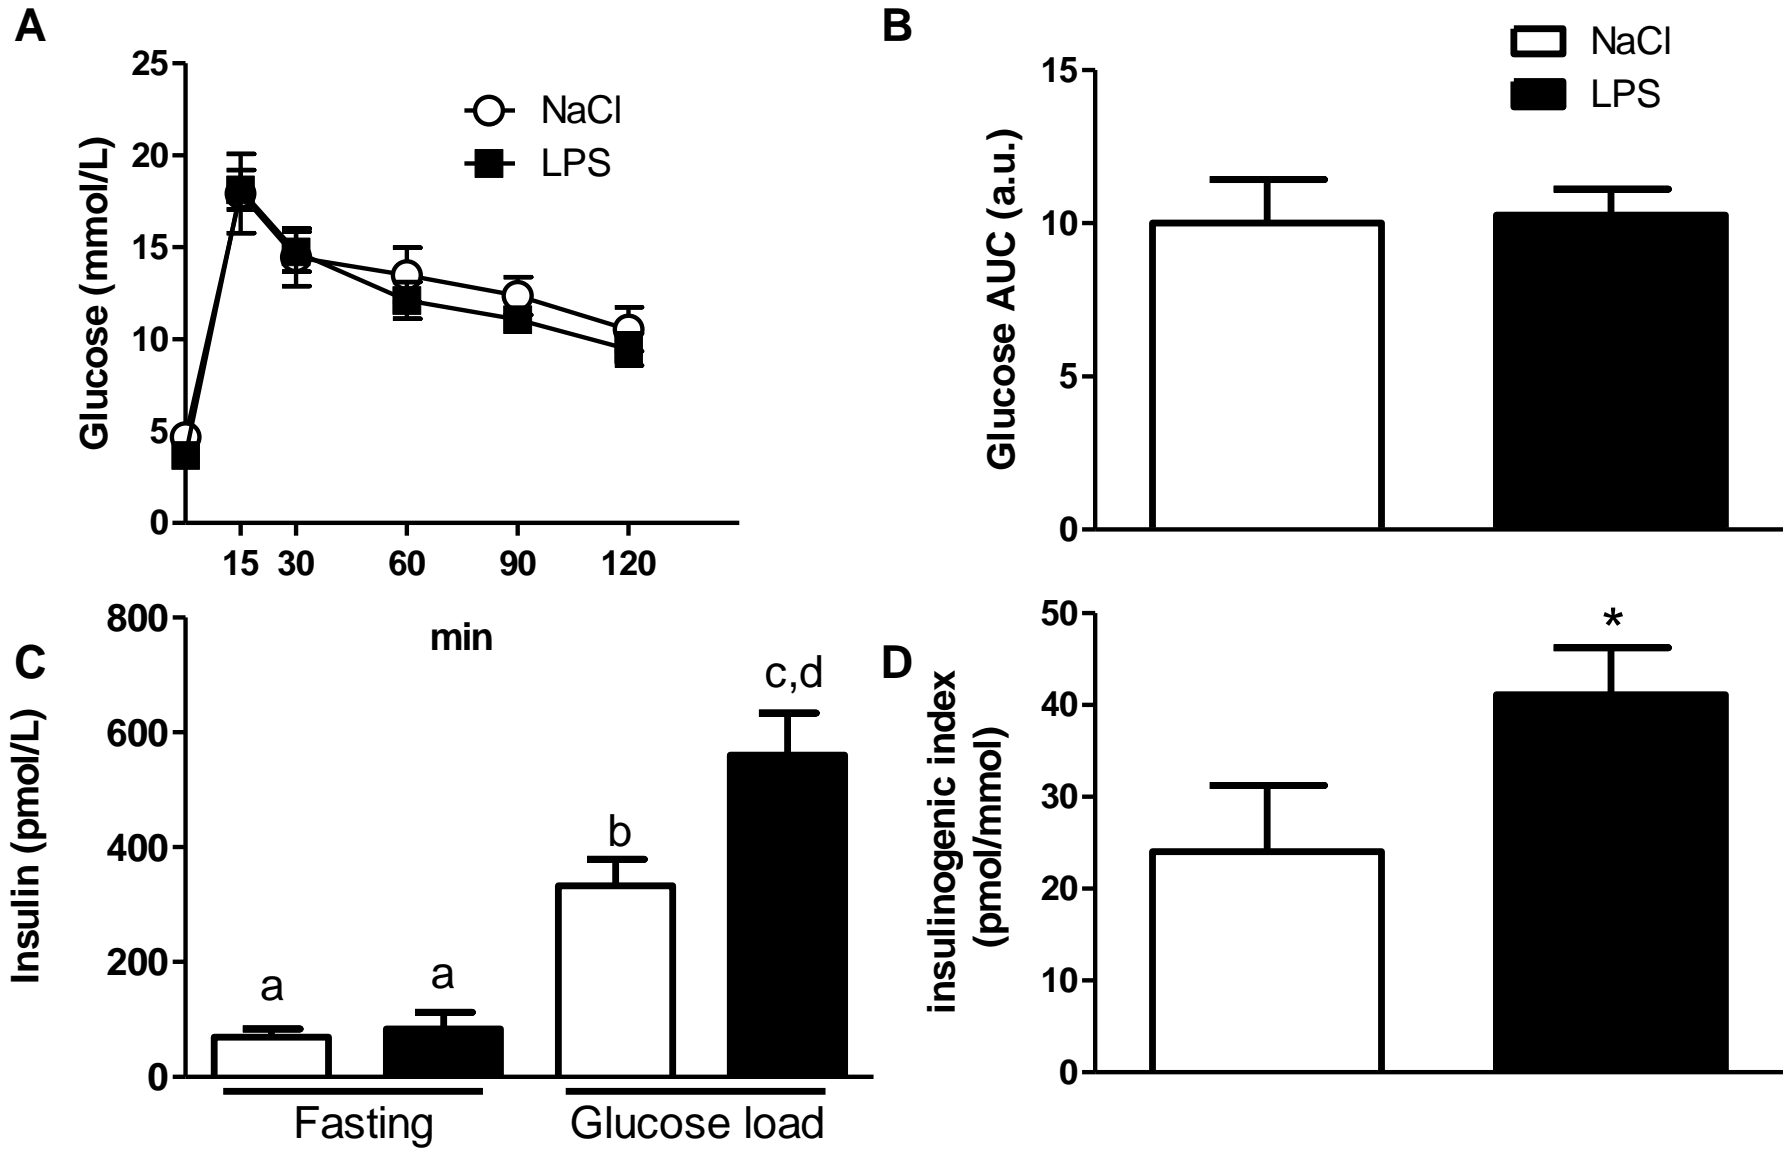 A
25
20
15
10
5
0
Glucose (mmol/L)
NaCl
LPS
15 30 60 90 120
min
B
NaCl
LPS
15
10
5
0
Glucose AUC (a.u.)
C
800
600
400
200
0
Insulin (pmol/L)
a
a
b
c,d
Fasting
Glucose load
D
50
40
30
20
10
0
insulinogenic index
(pmol/mmol)
*